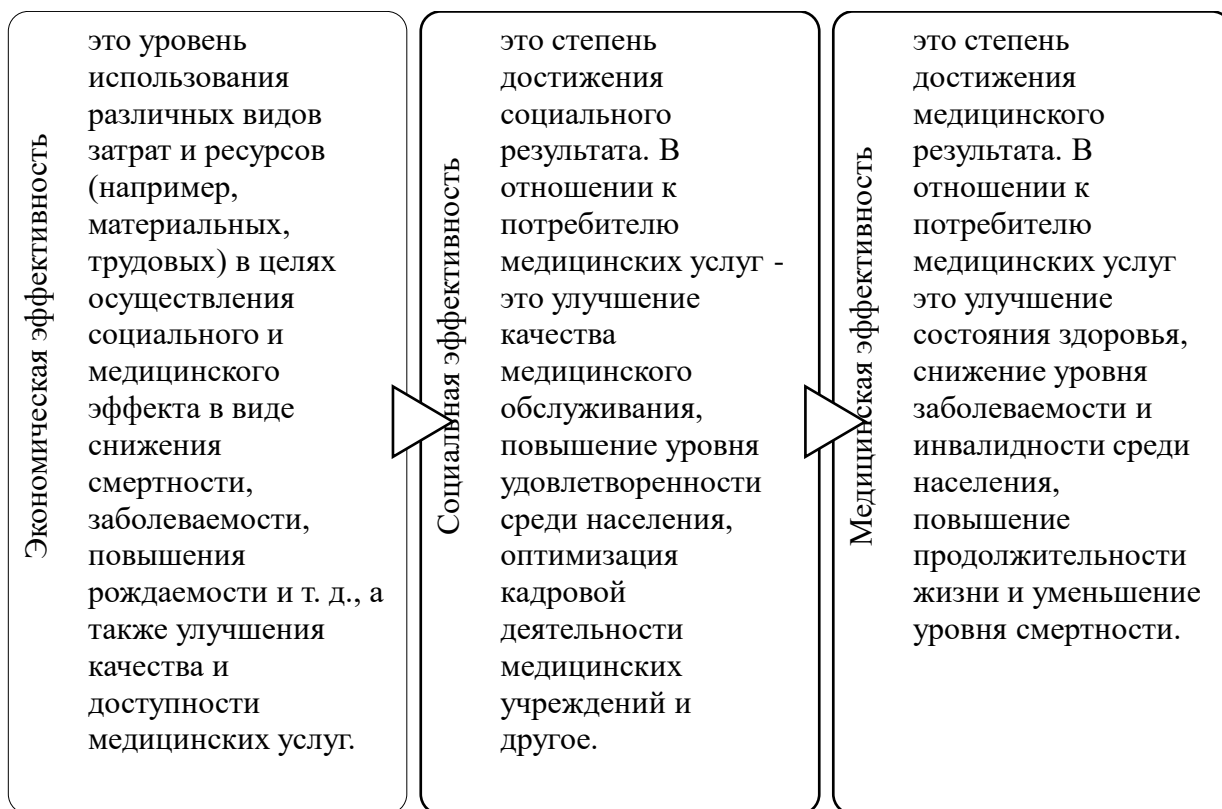 Экономическая эффективность
это уровень
использования
различных видов
затрат и ресурсов
(например,
материальных,
трудовых) в целях
осуществления
социального и
медицинского
эффекта в виде
снижения
смертности,
заболеваемости,
повышения
рождаемости и т. д., а
также улучшения
качества и
доступности
медицинских услуг.
Социальная эффективность
это степень
достижения
социального
результата. В
отношении к
потребителю
медицинских услуг -
это улучшение
качества
медицинского
обслуживания,
повышение уровня
удовлетворенности
среди населения,
оптимизация
кадровой
деятельности
медицинских
учреждений и
другое.
Медицинская эффективность
это степень
достижения
медицинского
результата. В
отношении к
потребителю
медицинских услуг
это улучшение
состояния здоровья,
снижение уровня
заболеваемости и
инвалидности среди
населения,
повышение
продолжительности
жизни и уменьшение
уровня смертности.